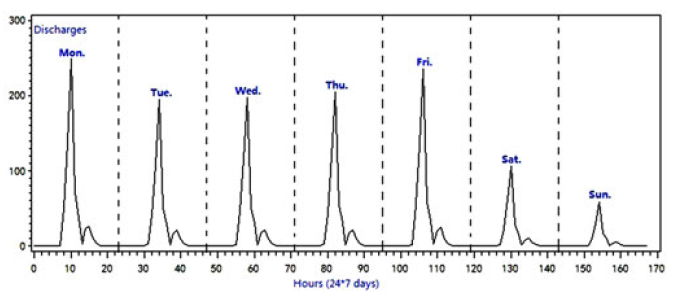 300
Discharges
Mon.
Fri.
Thu.
Wed.
Tue.
200
Sat.
100
Sun.
0
0 10 20 30 40 50 60 70 80 90 100 110 120 130 140 150 160 170
Hours (24*7 days)